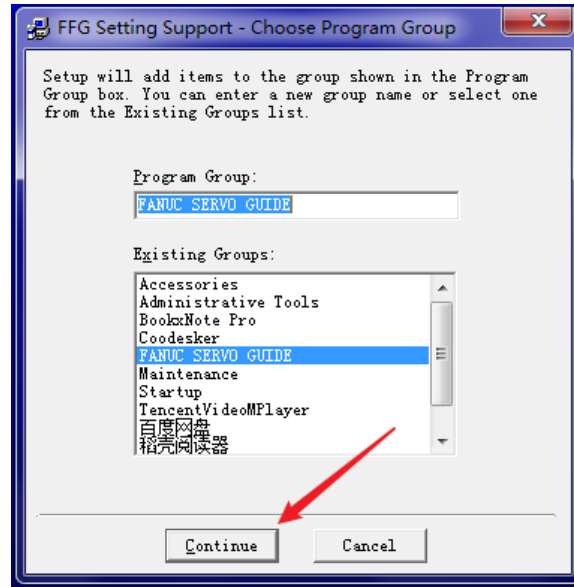 FFG Setting Support - Choose Program Group
Setup will add items to the group shown in the Program
Group box. You can enter a new group name or select one
from the Existing Groups list.
Program Group:
FANUC SERVO GUIDE
Existing Groups:
Accessories
Administrative Tools
BookxNote Pro
Coodesker
FANUC SERVO GUIDE
Maintenance
Startup
TencentVideoMPlayer
百度网盘
稻壳阅读器
Continue
Cancel